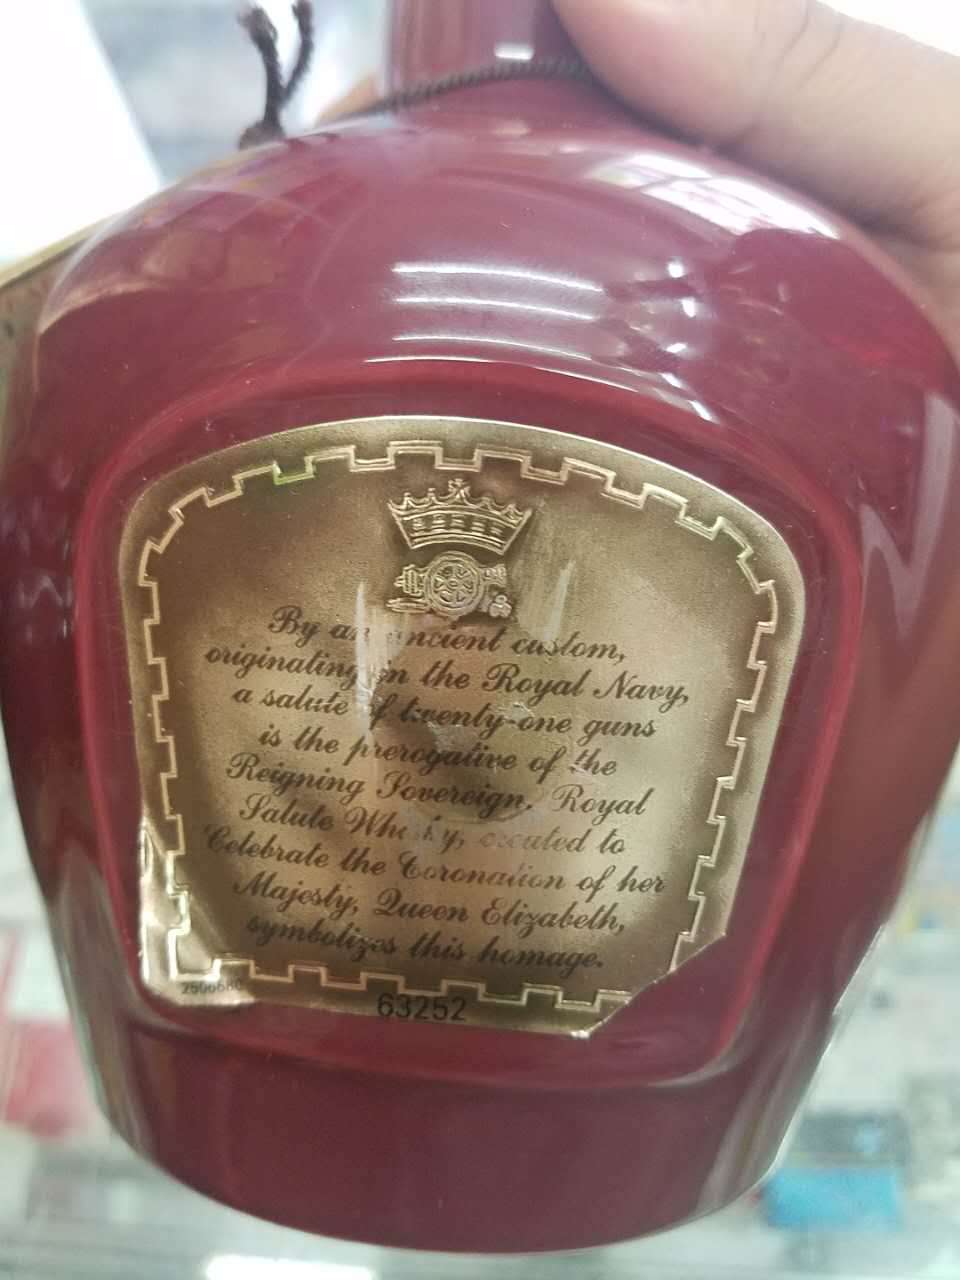 By an ancient custom,
originating in the Royal Navy,
a salute of twenty-one guns
is the prerogative of the
Reigning Sovereign. Royal
Salute Whisky, created to
Celebrate the Coronation of her
Majesty, Queen Elizabeth,
symbolizes this homage.
63252